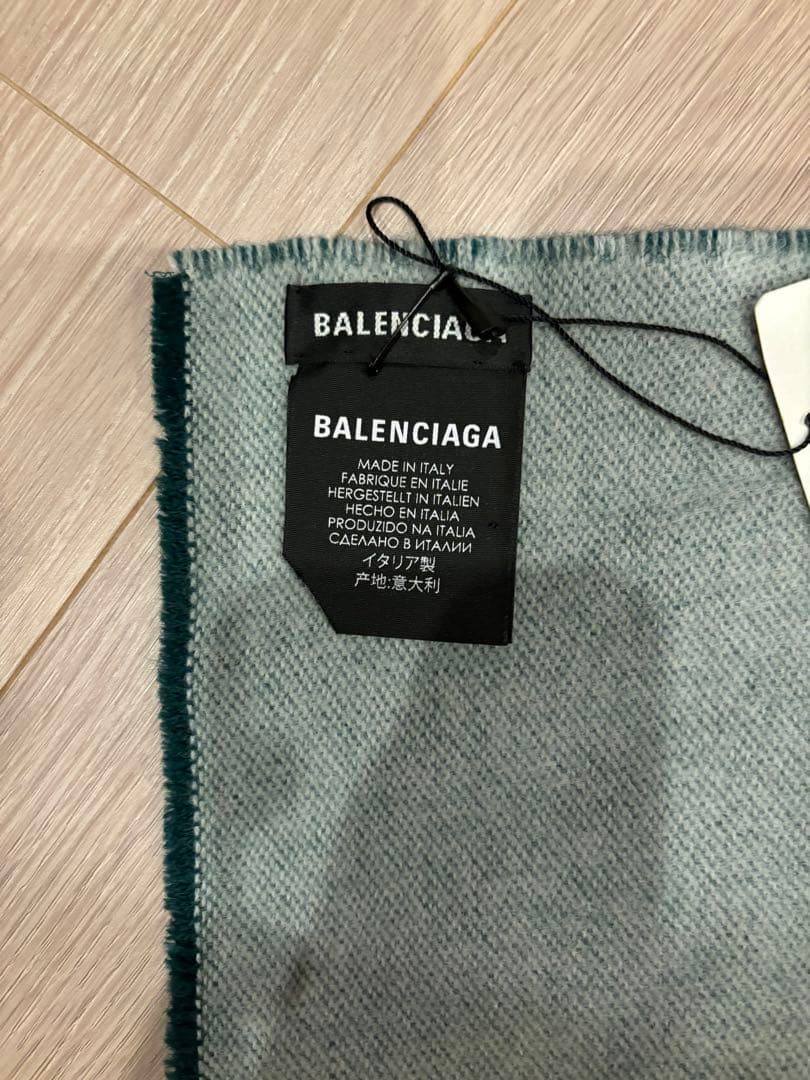 BALENCIAGA
BALENCIAGA
MADE IN ITALY
FABRIQUE EN ITALIE
HERGESTELLT IN ITALIEN
HECHO EN ITALIA
PRODUZIDO NA ITALIA
СДЕЛАНО В ИТАЛИИ
イタリア製
产地:意大利